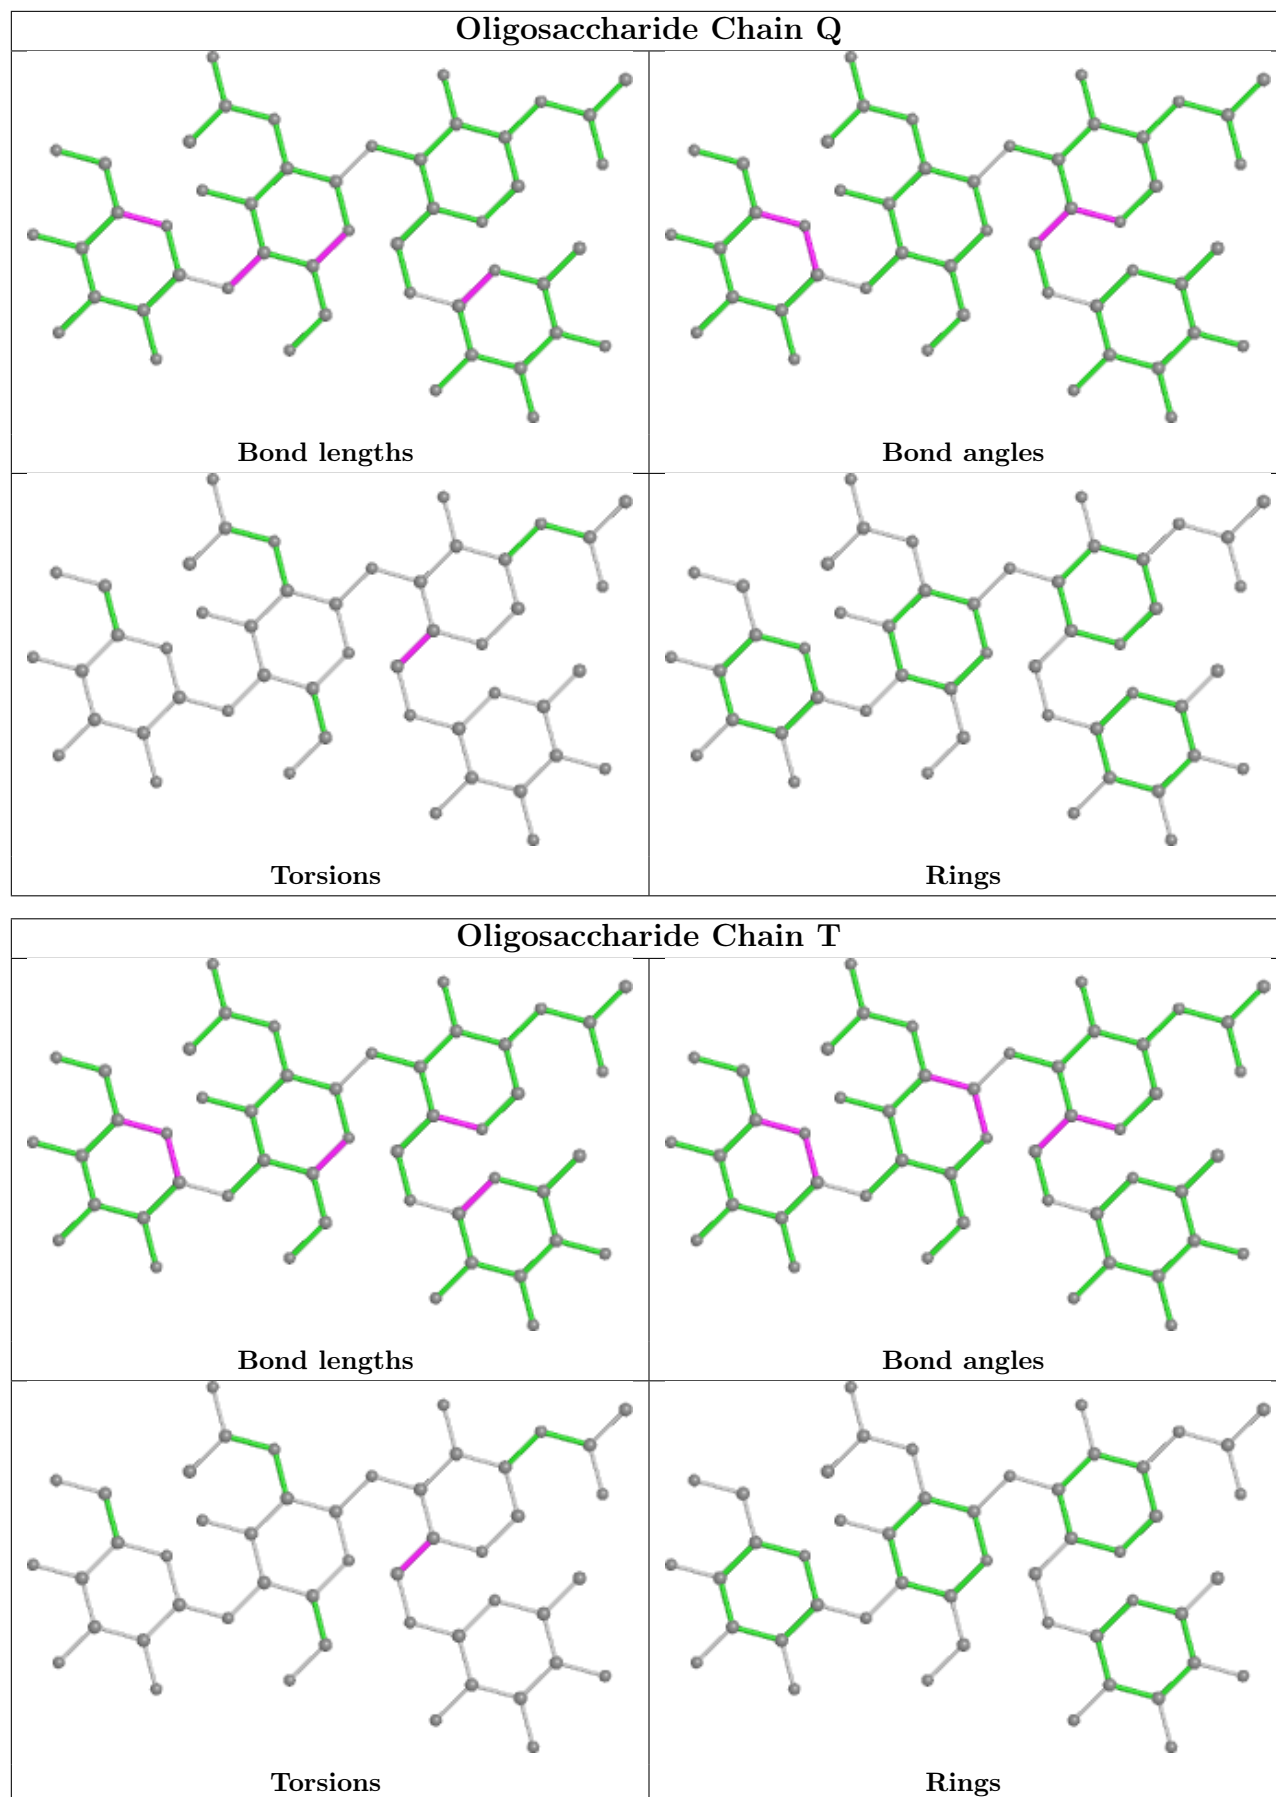 Oligosaccharide Chain Q
Bond lengths
Bond angles
Torsions
Rings
Oligosaccharide Chain T
Bond lengths
Bond angles
Torsions
Rings